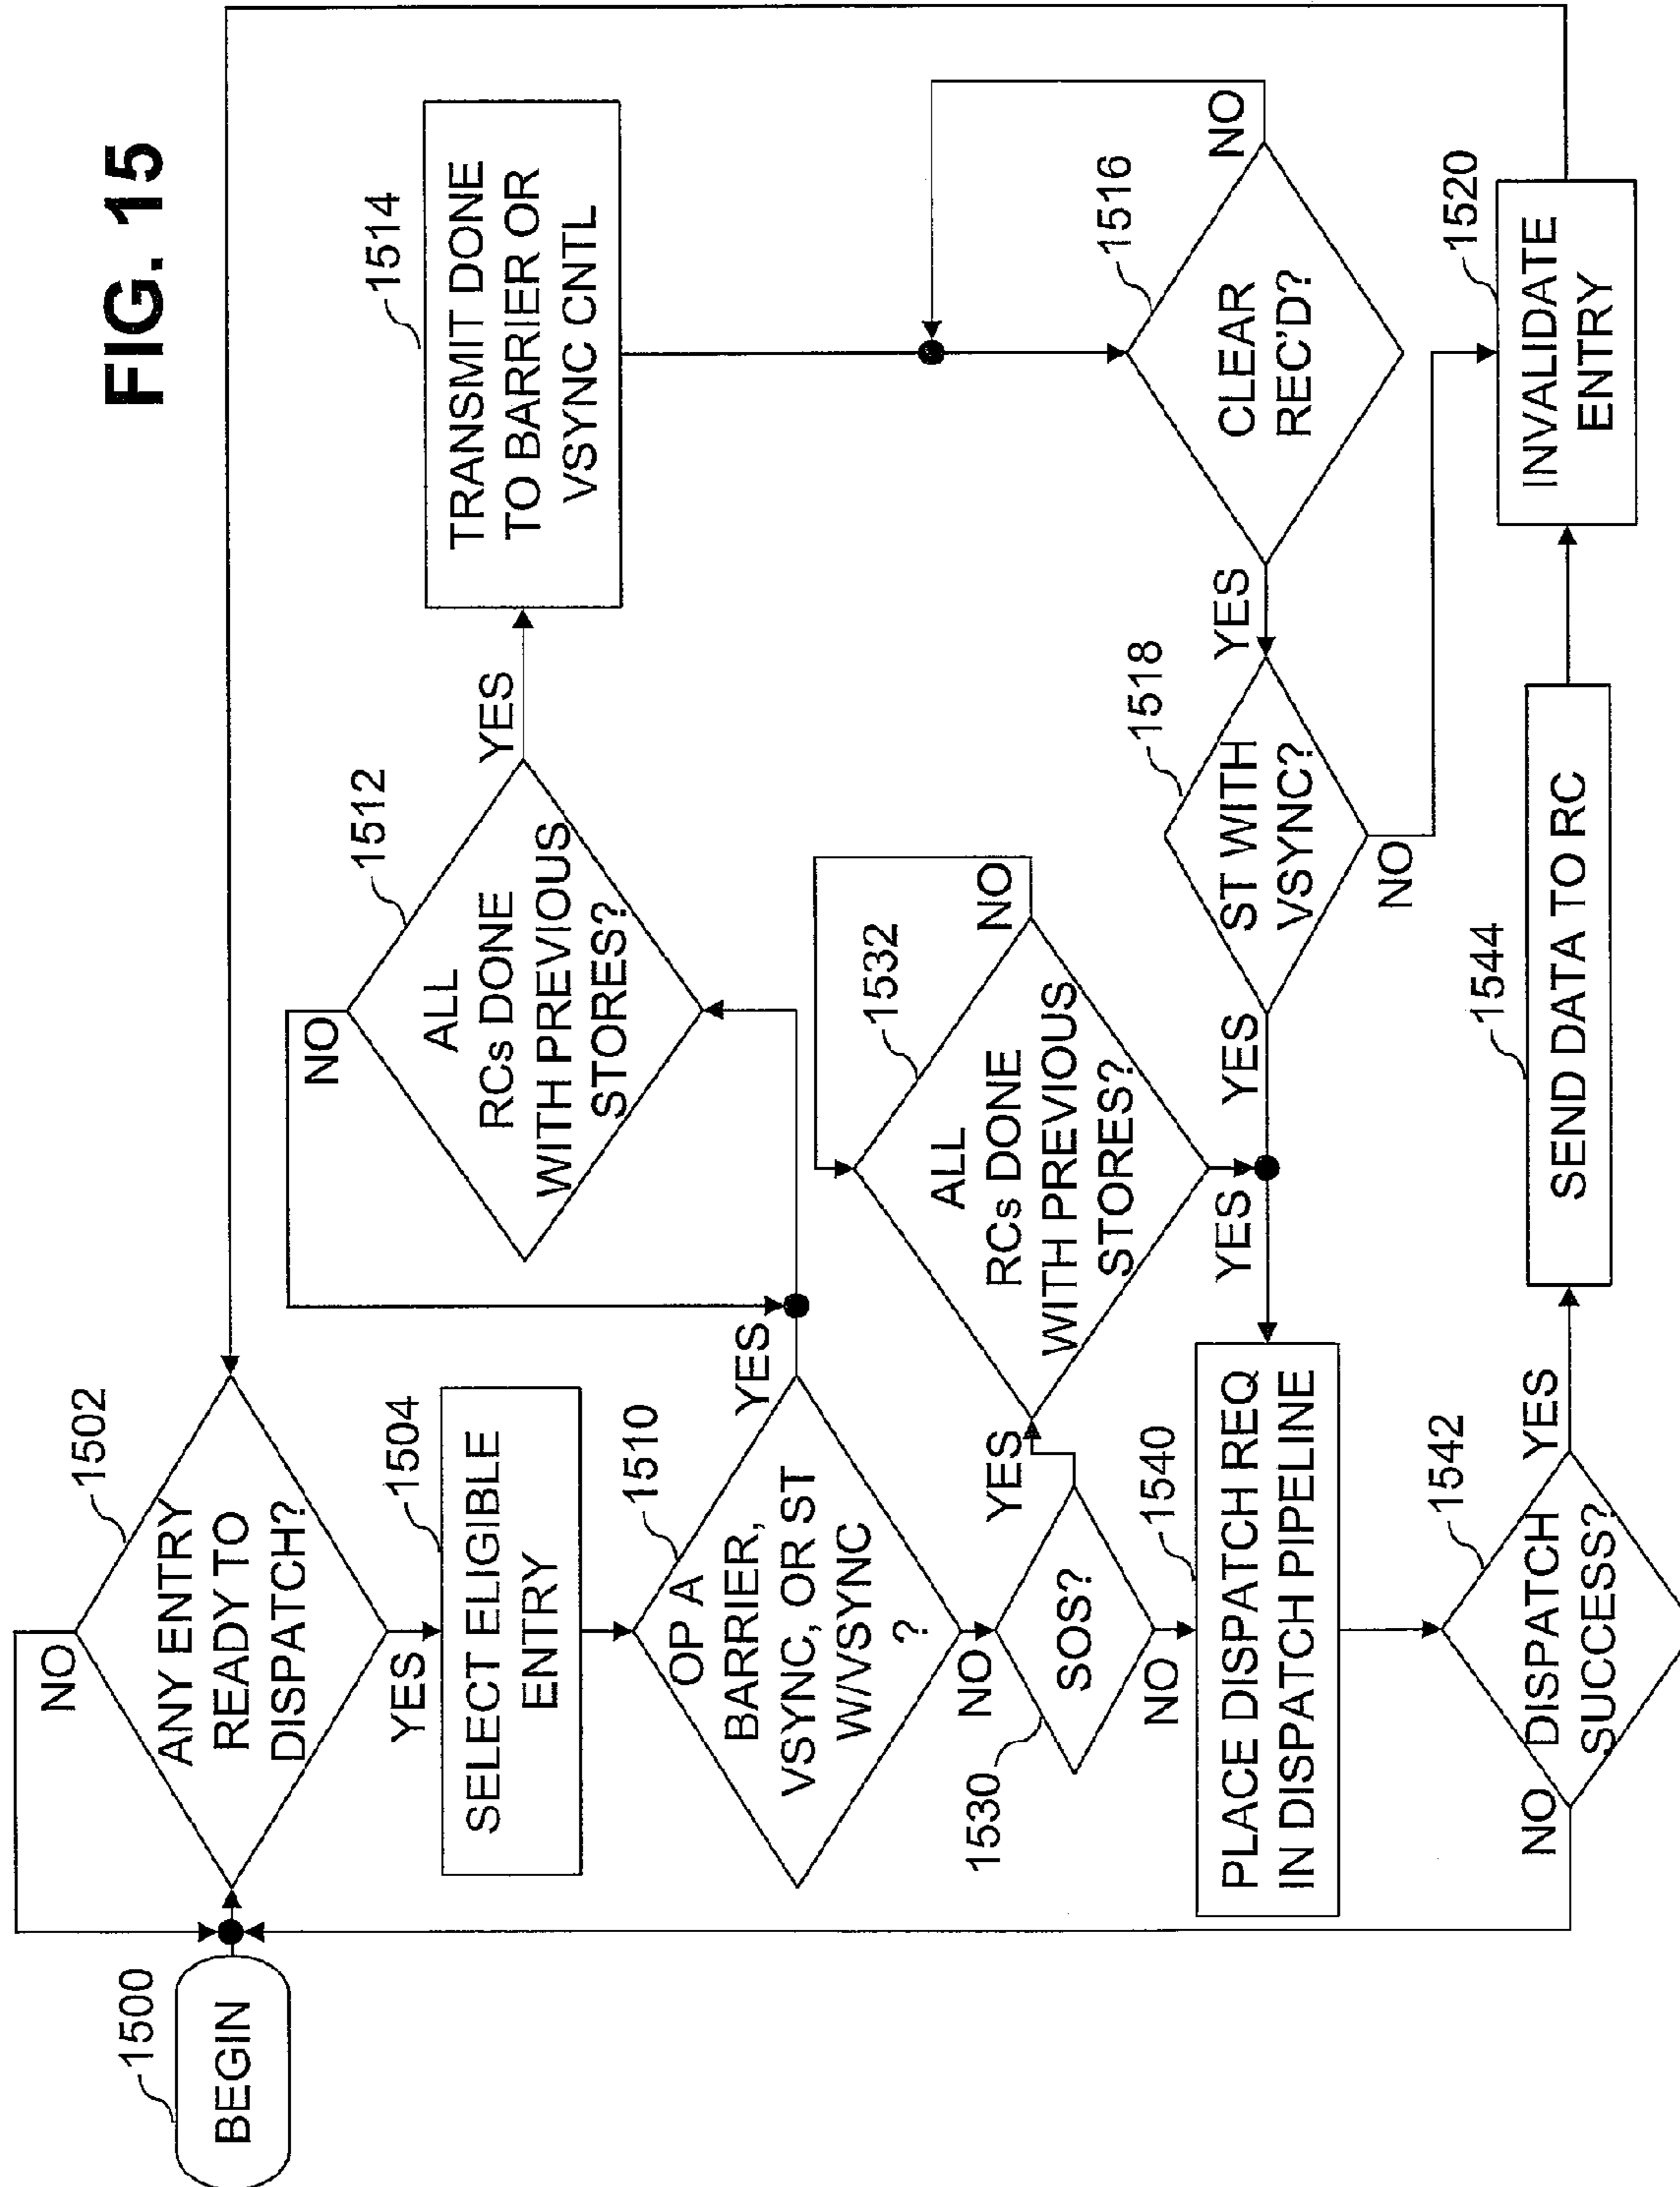 FIG. 15
1500
BEGIN
1502
ANY ENTRY
READY TO
DISPATCH?
NO
YES
1504
SELECT ELIGIBLE
ENTRY
1510
OP A
BARRIER,
VSYNC, OR ST
W/VSYNC
?
YES
NO
1512
ALL
RCs DONE
WITH PREVIOUS
STORES?
NO
YES
1514
TRANSMIT DONE
TO BARRIER OR
VSYNC CNTL
1516
CLEAR
REC'D?
NO
YES
1518
ST WITH
VSYNC?
YES
NO
1520
INVALIDATE
ENTRY
1530
SOS?
YES
NO
1532
ALL
RCs DONE
WITH PREVIOUS
STORES?
NO
YES
1540
PLACE DISPATCH REQ
IN DISPATCH PIPELINE
1542
DISPATCH
SUCCESS?
NO
YES
1544
SEND DATA TO RC